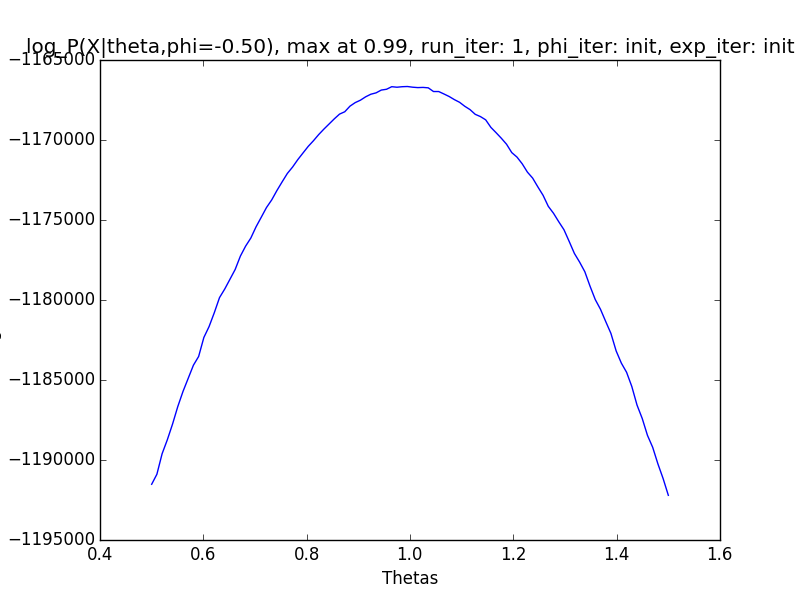 log_P(X|theta,phi=-0.50), max at 0.99, run_iter: 1, phi_iter: init, exp_iter: init
−1165000
−1170000
−1175000
−1180000
−1185000
−1190000
−1195000
0.4 0.6 0.8 1.0 1.2 1.4 1.6
Thetas